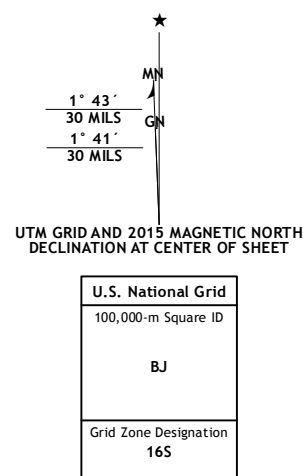 ★
MN
1° 43´
30 MILS
GN
1° 41´
30 MILS
UTM GRID AND 2015 MAGNETIC NORTH
DECLINATION AT CENTER OF SHEET
U.S. National Grid
100,000-m Square ID
BJ
Grid Zone Designation
16S